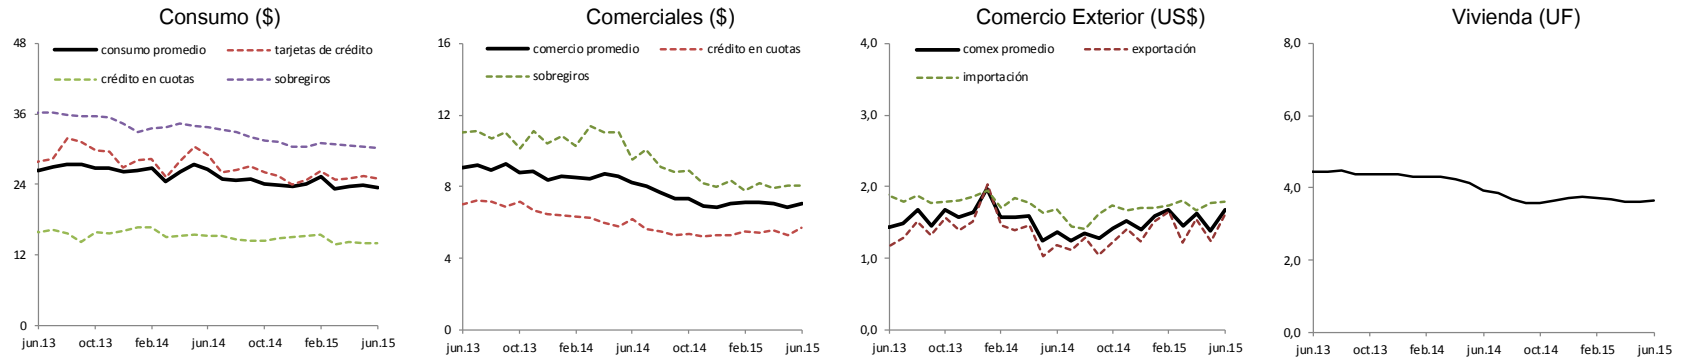 Consumo ($)
48
36
24
12
0
consumo promedio
tarjetas de crédito
crédito en cuotas
sobregiros
jun.13
oct.13
feb.14
jun.14
oct.14
feb.15
jun.15
Comerciales ($)
16
12
8
4
0
comercio promedio
crédito en cuotas
sobregiros
jun.13
oct.13
feb.14
jun.14
oct.14
feb.15
jun.15
Comercio Exterior (US$)
4,0
3,0
2,0
1,0
0,0
comex promedio
exportación
importación
jun.13
oct.13
feb.14
jun.14
oct.14
feb.15
jun.15
Vivienda (UF)
8,0
6,0
4,0
2,0
0,0
jun.13
oct.13
feb.14
jun.14
oct.14
feb.15
jun.15